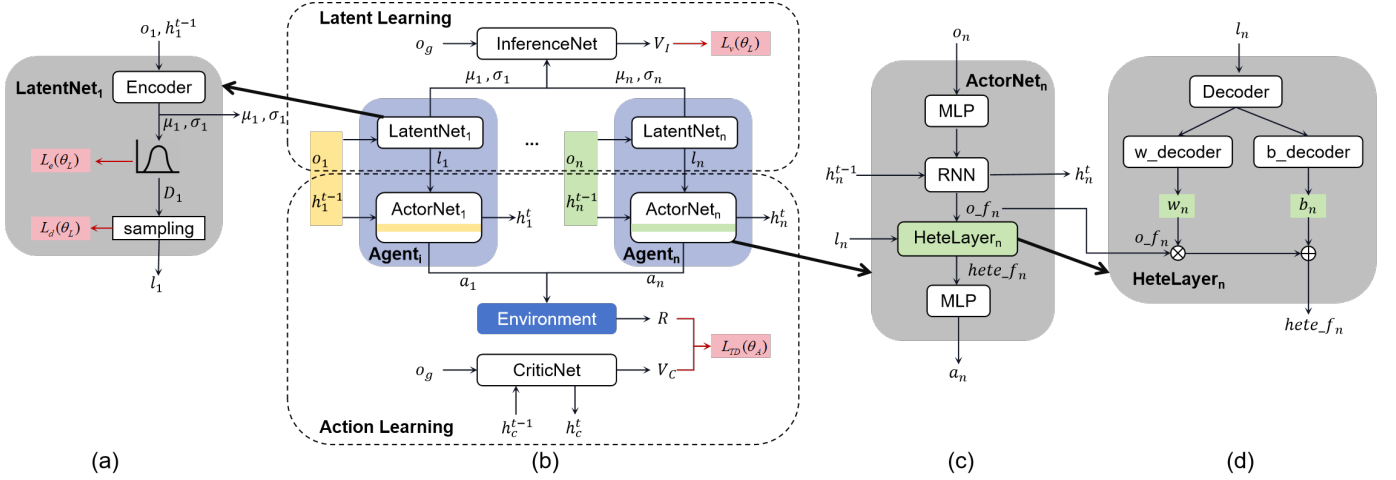 o_1, h_1^{t-1}
LatentNet_1
Encoder
μ_1, σ_1
μ_1, σ_1
L_e(θ_L)
D_1
L_d(θ_L)
sampling
l_1
(a)
Latent Learning
o_g
InferenceNet
V_I
L_v(θ_L)
μ_1, σ_1
μ_n, σ_n
LatentNet_1
...
LatentNet_n
o_1
l_1
o_n
l_n
h_1^{t-1}
ActorNet_1
h_1^t
h_n^{t-1}
ActorNet_n
h_n^t
Agent_i
Agent_n
a_1
a_n
Environment
R
L_{TD}(θ_A)
o_g
CriticNet
V_C
h_c^{t-1}
h_c^t
Action Learning
(b)
o_n
ActorNet_n
MLP
h_n^{t-1}
RNN
h_n^t
o_f_n
l_n
HeteLayer_n
hete_f_n
MLP
a_n
(c)
l_n
Decoder
w_decoder
b_decoder
w_n
b_n
o_f_n
⊗
⊕
HeteLayer_n
hete_f_n
(d)